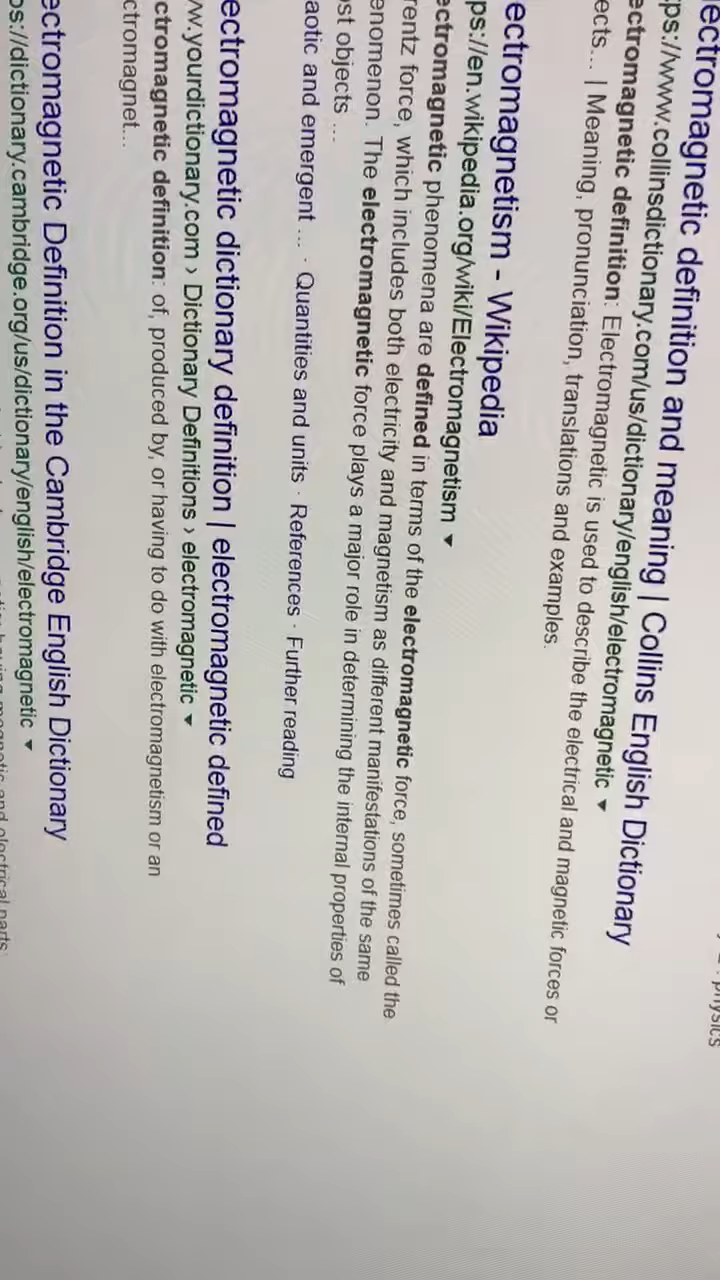 physics
ectromagnetic definition and meaning | Collins English Dictionary
ps://www.collinsdictionary.com/us/dictionary/english/electromagnetic ▾
ectromagnetic definition: Electromagnetic is used to describe the electrical and magnetic forces or
ects... | Meaning, pronunciation, translations and examples.
ectromagnetism - Wikipedia
ps://en.wikipedia.org/wiki/Electromagnetism ▾
ectromagnetic phenomena are defined in terms of the electromagnetic force, sometimes called the
rentz force, which includes both electricity and magnetism as different manifestations of the same
enomenon. The electromagnetic force plays a major role in determining the internal properties of
st objects ...
aotic and emergent ... · Quantities and units · References · Further reading
ectromagnetic dictionary definition | electromagnetic defined
w.yourdictionary.com › Dictionary Definitions › electromagnetic ▾
ctromagnetic definition: of, produced by, or having to do with electromagnetism or an
ctromagnet...
ectromagnetic Definition in the Cambridge English Dictionary
os://dictionary.cambridge.org/us/dictionary/english/electromagnetic ▾
having magnetic and electrical parts: